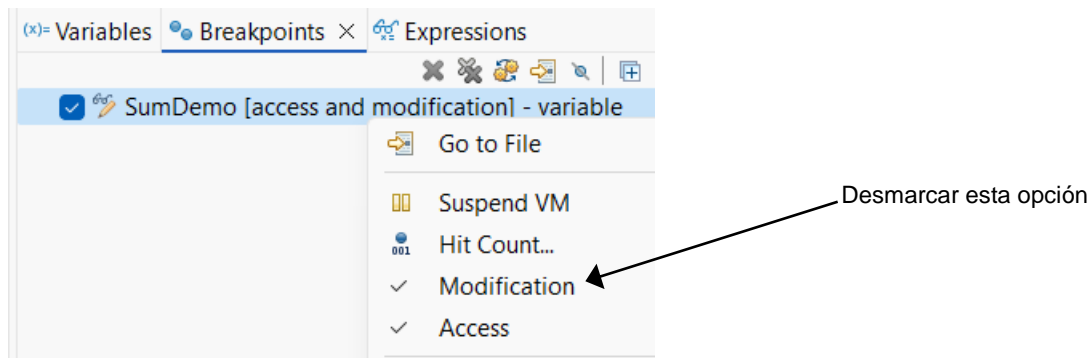 (x)= Variables Breakpoints Expressions
SumDemo [access and modification] - variable
Go to File
Suspend VM
Desmarcar esta opción
001 Hit Count...
Modification
Access